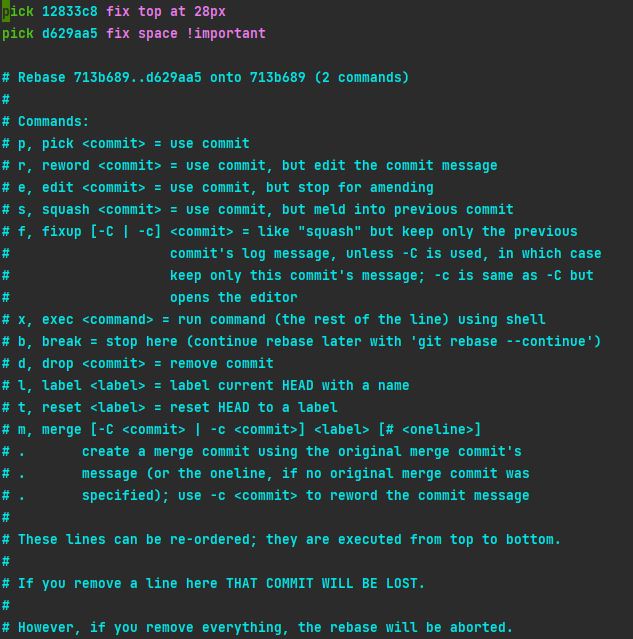 pick 12833c8 fix top at 28px
pick d629aa5 fix space !important

# Rebase 713b689..d629aa5 onto 713b689 (2 commands)
#
# Commands:
# p, pick <commit> = use commit
# r, reword <commit> = use commit, but edit the commit message
# e, edit <commit> = use commit, but stop for amending
# s, squash <commit> = use commit, but meld into previous commit
# f, fixup [-C | -c] <commit> = like "squash" but keep only the previous
#                    commit's log message, unless -C is used, in which case
#                    keep only this commit's message; -c is same as -C but
#                    opens the editor
# x, exec <command> = run command (the rest of the line) using shell
# b, break = stop here (continue rebase later with 'git rebase --continue')
# d, drop <commit> = remove commit
# l, label <label> = label current HEAD with a name
# t, reset <label> = reset HEAD to a label
# m, merge [-C <commit> | -c <commit>] <label> [# <oneline>]
# .       create a merge commit using the original merge commit's
# .       message (or the oneline, if no original merge commit was
# .       specified); use -c <commit> to reword the commit message
#
# These lines can be re-ordered; they are executed from top to bottom.
#
# If you remove a line here THAT COMMIT WILL BE LOST.
#
# However, if you remove everything, the rebase will be aborted.